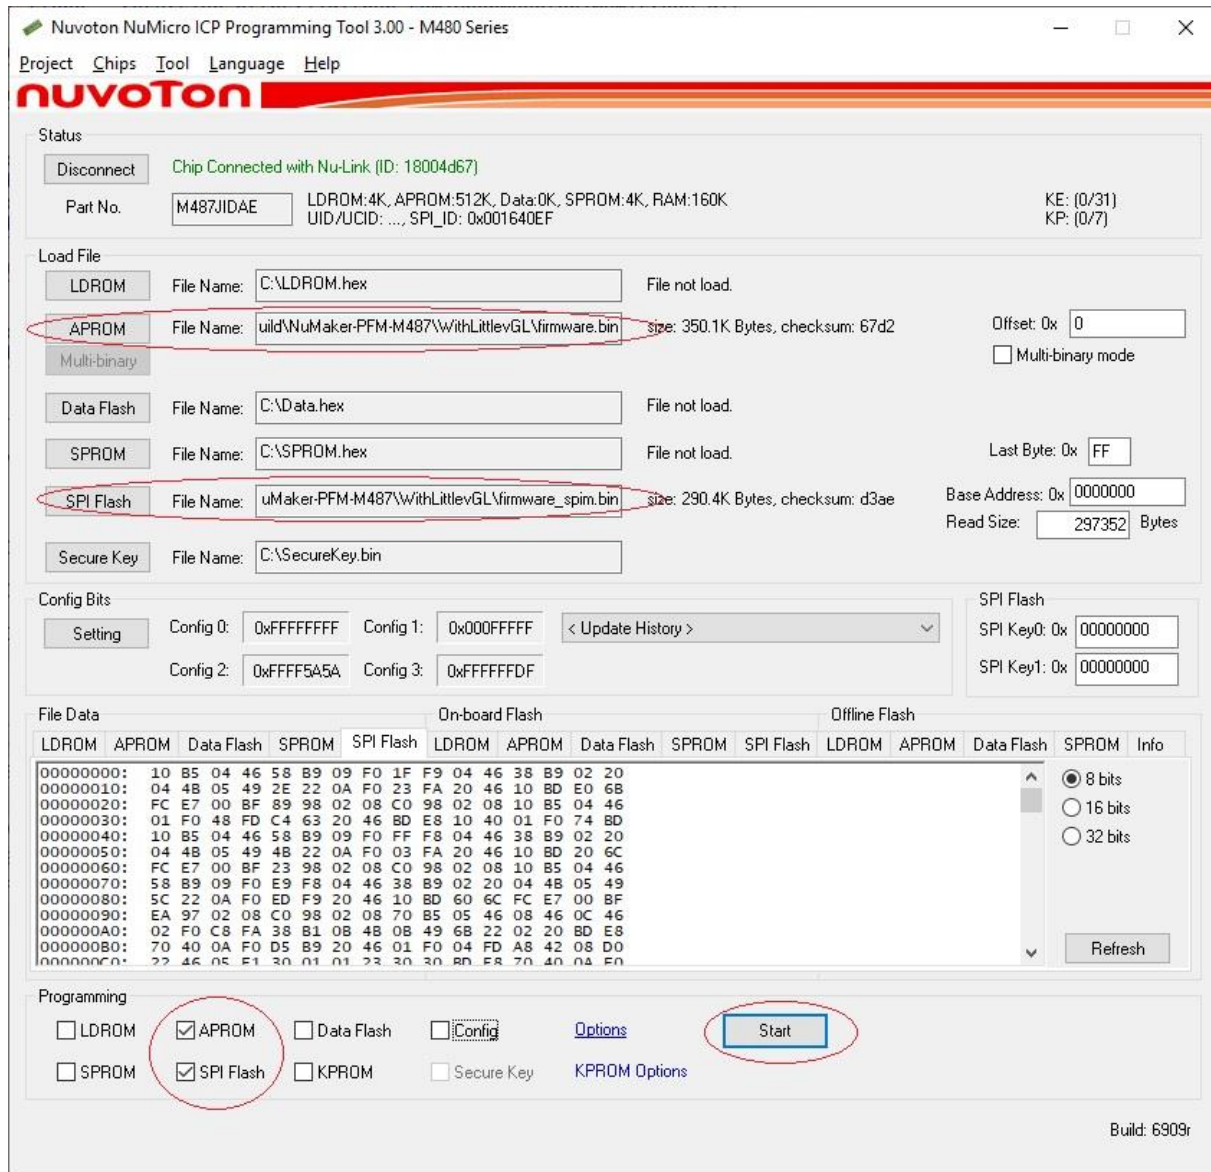 Nuvoton NuMicro ICP Programming Tool 3.00 - M480 Series
Project Chips Tool Language Help
nuvoTon
Status
Disconnect Chip Connected with Nu-Link (ID: 18004d67)
Part No. M487JIDAE LDROM:4K, APROM:512K, Data:0K, SPROM:4K, RAM:160K KE: (0/31)
UID/UCID: ..., SPI_ID: 0x001640EF KP: (0/7)
Load File
LDROM File Name: C:\LDROM.hex File not load.
APROM File Name: uild\NuMaker-PFM-M487\WithLittlevGL\firmware.bin size: 350.1K Bytes, checksum: 67d2 Offset: 0x 0
Multi-binary Multi-binary mode
Data Flash File Name: C:\Data.hex File not load.
SPROM File Name: C:\SPROM.hex File not load. Last Byte: 0x FF
SPI Flash File Name: uMaker-PFM-M487\WithLittlevGL\firmware_spim.bin size: 290.4K Bytes, checksum: d3ae Base Address: 0x 0000000
Read Size: 297352 Bytes
Secure Key File Name: C:\SecureKey.bin
Config Bits SPI Flash
Setting Config 0: 0xFFFFFFFF Config 1: 0x000FFFFF < Update History > SPI Key0: 0x 00000000
Config 2: 0xFFFF5A5A Config 3: 0xFFFFFFDF SPI Key1: 0x 00000000
File Data On-board Flash Offline Flash
LDROM APROM Data Flash SPROM SPI Flash LDROM APROM Data Flash SPROM SPI Flash LDROM APROM Data Flash SPROM Info
00000000: 10 B5 04 46 58 B9 09 F0 1F F9 04 46 38 B9 02 20 8 bits
00000010: 04 4B 05 49 2E 22 0A F0 23 FA 20 46 10 BD E0 6B
00000020: FC E7 00 BF 89 98 02 08 C0 98 02 08 10 B5 04 46 16 bits
00000030: 01 F0 48 FD C4 63 20 46 BD E8 10 40 01 F0 74 BD
00000040: 10 B5 04 46 58 B9 09 F0 FF F8 04 46 38 B9 02 20 32 bits
00000050: 04 4B 05 49 4B 22 0A F0 03 FA 20 46 10 BD 20 6C
00000060: FC E7 00 BF 23 98 02 08 C0 98 02 08 10 B5 04 46
00000070: 58 B9 09 F0 E9 F8 04 46 38 B9 02 20 04 4B 05 49
00000080: 5C 22 0A F0 ED F9 20 46 10 BD 60 6C FC E7 00 BF
00000090: EA 97 02 08 C0 98 02 08 70 B5 05 46 08 46 0C 46
000000A0: 02 F0 C8 FA 38 B1 0B 4B 0B 49 6B 22 02 20 BD E8
000000B0: 70 40 0A F0 D5 B9 20 46 01 F0 04 FD A8 42 08 D0 Refresh
000000C0: 22 46 05 F1 30 01 01 23 30 30 BD E8 70 40 0A F0
Programming
LDROM APROM Data Flash Config Options Start
SPROM SPI Flash KPROM Secure Key KPROM Options
Build: 6909r